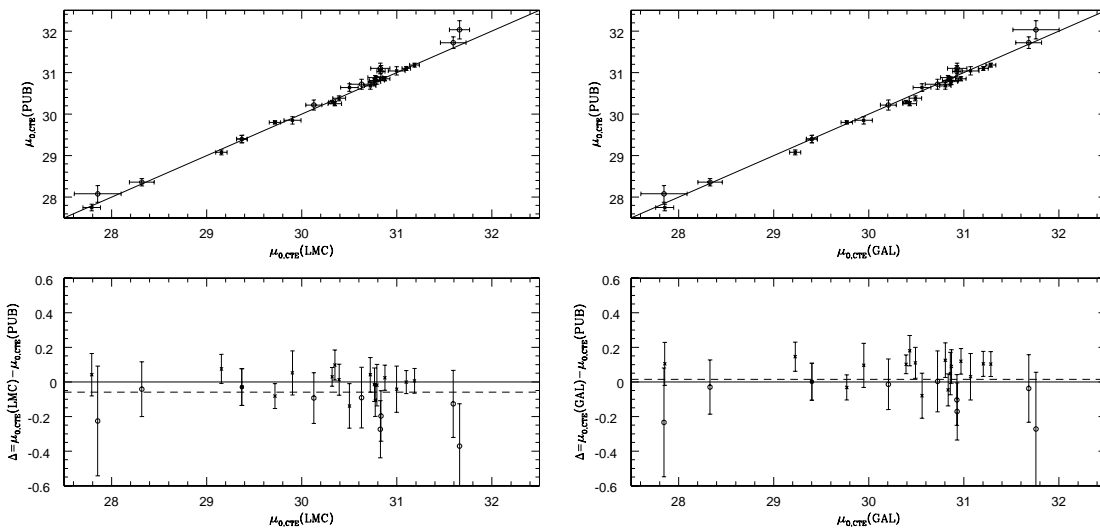 32
31
30
29
28
μ0,CTE(PUB)
28 29 30 31 32
μ0,CTE(LMC)
32
31
30
29
28
μ0,CTE(PUB)
28 29 30 31 32
μ0,CTE(GAL)
0.6
0.4
0.2
0
-0.2
-0.4
-0.6
Δ=μ0,CTE(LMC)−μ0,CTE(PUB)
28 29 30 31 32
μ0,CTE(LMC)
0.6
0.4
0.2
0
-0.2
-0.4
-0.6
Δ=μ0,CTE(GAL)−μ0,CTE(PUB)
28 29 30 31 32
μ0,CTE(GAL)